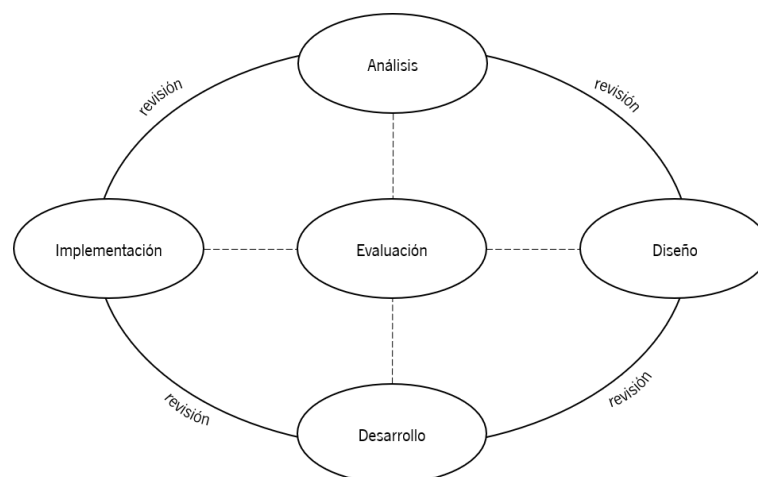 Análisis
revisión
revisión
Implementación
Evaluación
Diseño
revisión
revisión
Desarrollo